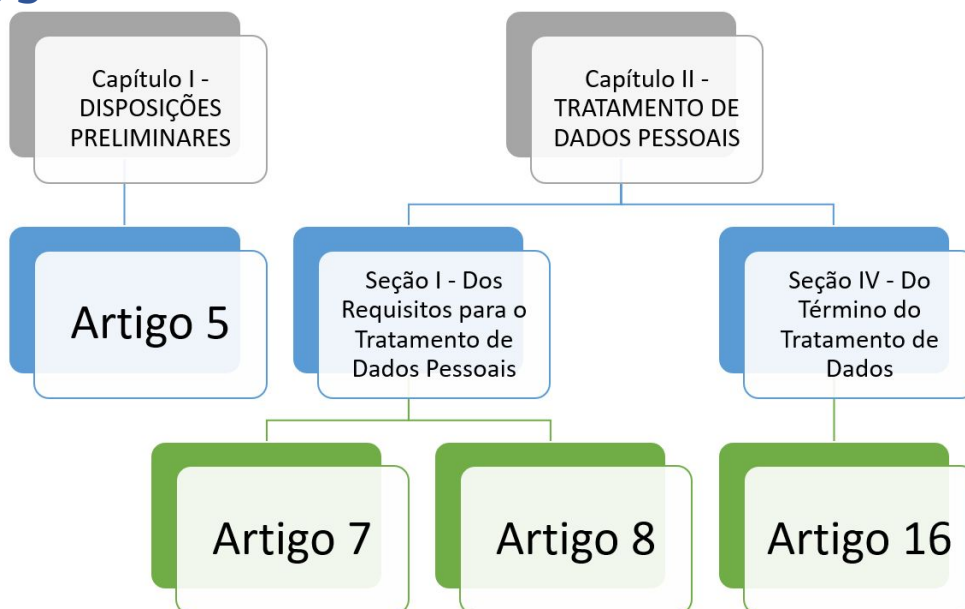 Capítulo I -
DISPOSIÇÕES
PRELIMINARES
Capítulo II -
TRATAMENTO DE
DADOS PESSOAIS
Artigo 5
Seção I - Dos
Requisitos para o
Tratamento de
Dados Pessoais
Seção IV - Do
Término do
Tratamento de
Dados
Artigo 7
Artigo 8
Artigo 16